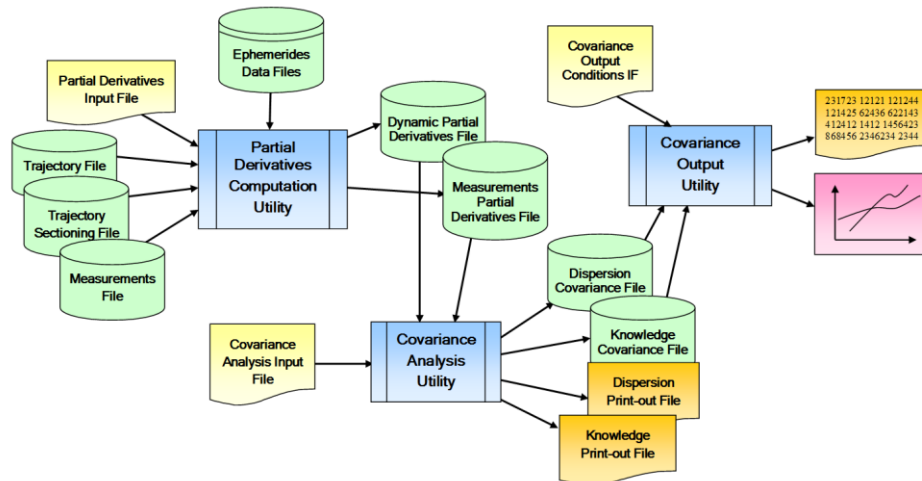 Ephemerides
Data Files
Covariance
Output
Conditions IF
Partial Derivatives
Input File
Dynamic Partial
Derivatives File
231723 12121 121244
121425 62436 622143
412412 1412 1456423
868456 2346234 2344
Partial
Derivatives
Computation
Utility
Covariance
Output
Utility
Trajectory File
Measurements
Partial
Derivatives File
Trajectory
Sectioning File
Measurements
File
Dispersion
Covariance File
Covariance
Analysis Input
File
Covariance
Analysis
Utility
Knowledge
Covariance File
Dispersion
Print-out File
Knowledge
Print-out File